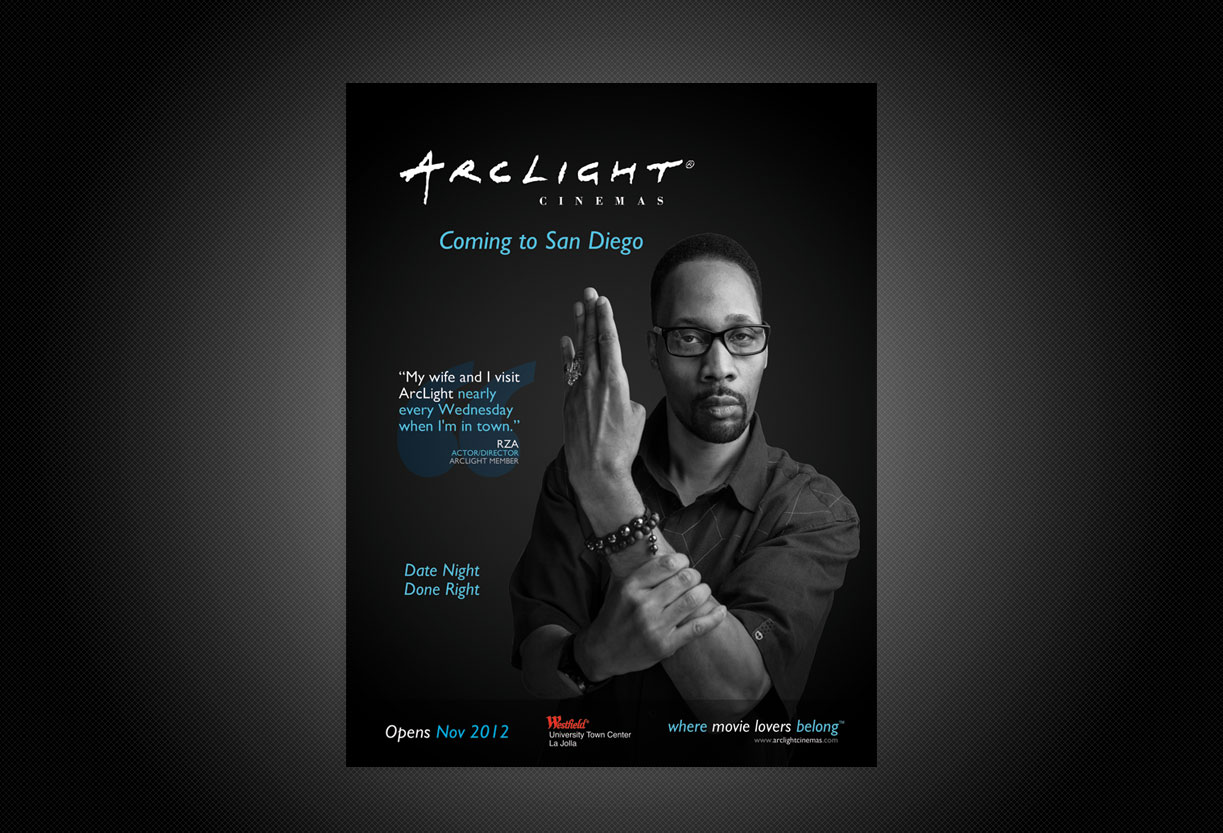 ARCLIGHT®
CINEMAS
Coming to San Diego
“My wife and I visit
ArcLight nearly
every Wednesday
when I'm in town.”
RZA
ACTOR/DIRECTOR
ARCLIGHT MEMBER
Date Night
Done Right
Opens Nov 2012
Westfield
University Town Center
La Jolla
where movie lovers belong™
www.arclightcinemas.com